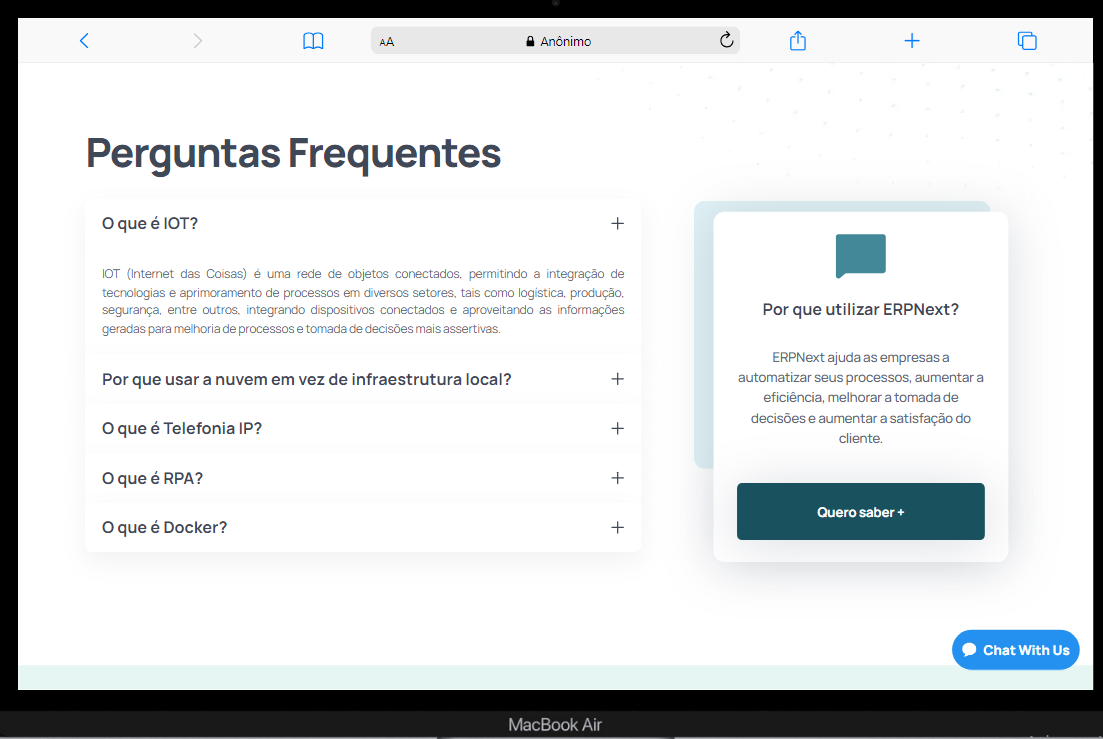 AA
Anônimo
Perguntas Frequentes
O que é IOT?
IOT (Internet das Coisas) é uma rede de objetos conectados, permitindo a integração de
tecnologias e aprimoramento de processos em diversos setores, tais como logística, produção,
segurança, entre outros, integrando dispositivos conectados e aproveitando as informações
geradas para melhoria de processos e tomada de decisões mais assertivas.
Por que usar a nuvem em vez de infraestrutura local?
O que é Telefonia IP?
O que é RPA?
O que é Docker?
Por que utilizar ERPNext?
ERPNext ajuda as empresas a
automatizar seus processos, aumentar a
eficiência, melhorar a tomada de
decisões e aumentar a satisfação do
cliente.
Quero saber +
Chat With Us
MacBook Air